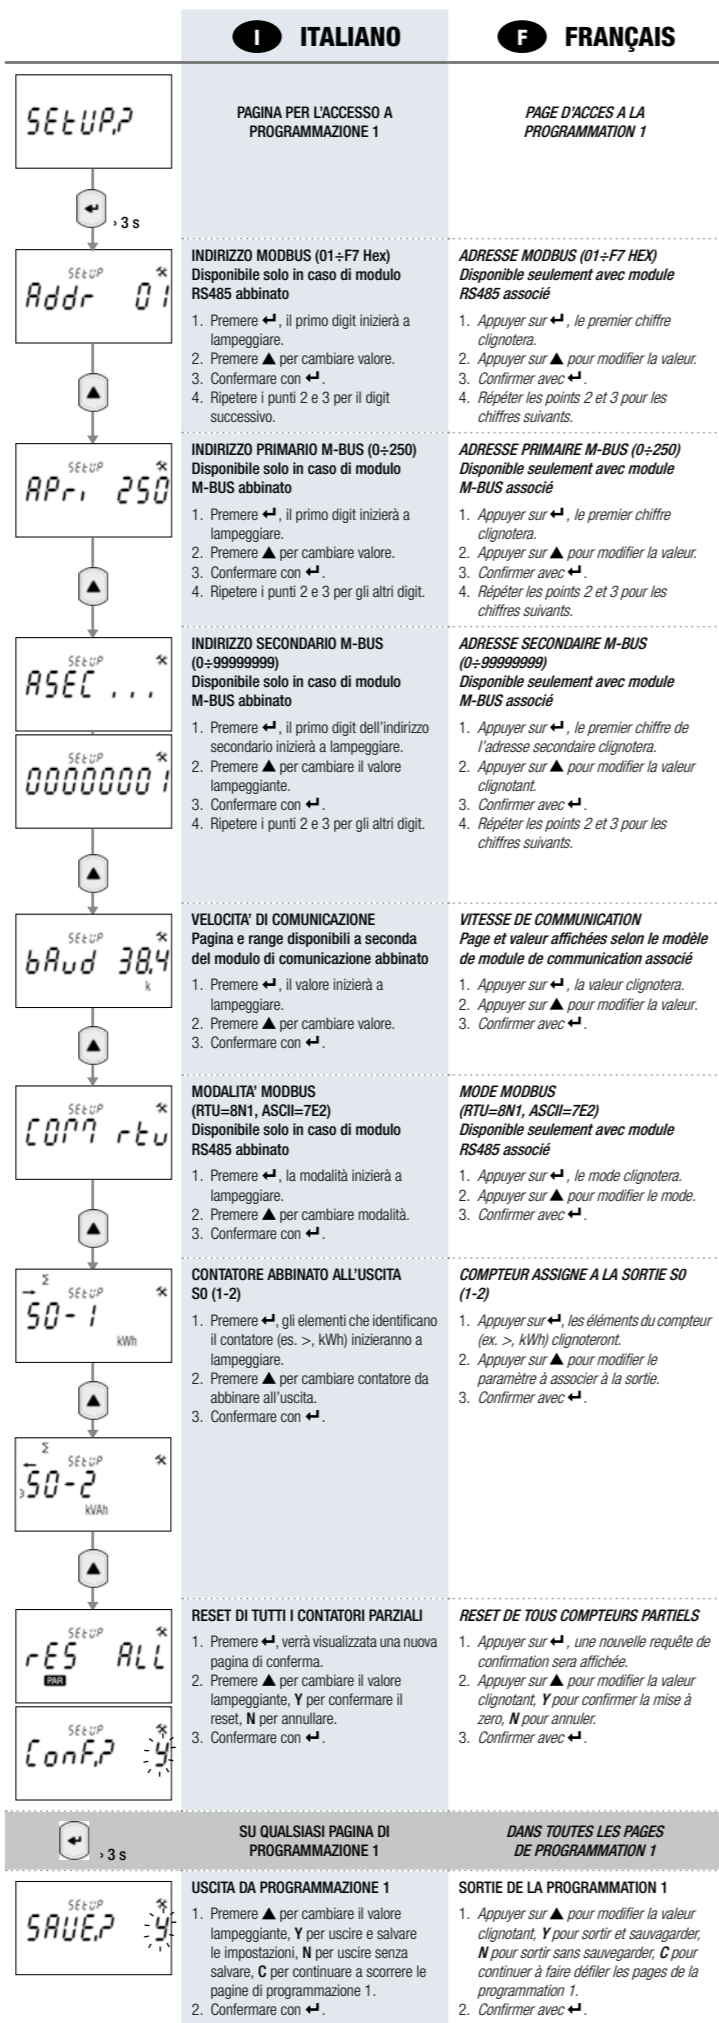 I ITALIANO
F FRANÇAIS
SEtUP?
PAGINA PER L'ACCESSO A
PROGRAMMAZIONE 1
PAGE D'ACCES A LA
PROGRAMMATION 1
› 3 s
SEtUP
Addr 01
INDIRIZZO MODBUS (01÷F7 Hex)
Disponibile solo in caso di modulo
RS485 abbinato
1. Premere ↵, il primo digit inizierà a
lampeggiare.
2. Premere ▲ per cambiare valore.
3. Confermare con ↵.
4. Ripetere i punti 2 e 3 per il digit
successivo.
ADRESSE MODBUS (01÷F7 HEX)
Disponible seulement avec module
RS485 associé
1. Appuyer sur ↵, le premier chiffre
clignotera.
2. Appuyer sur ▲ pour modifier la valeur.
3. Confirmer avec ↵.
4. Répéter les points 2 et 3 pour les
chiffres suivants.
SEtUP
APri 250
INDIRIZZO PRIMARIO M-BUS (0÷250)
Disponibile solo in caso di modulo
M-BUS abbinato
1. Premere ↵, il primo digit inizierà a
lampeggiare.
2. Premere ▲ per cambiare valore.
3. Confermare con ↵.
4. Ripetere i punti 2 e 3 per gli altri digit.
ADRESSE PRIMAIRE M-BUS (0÷250)
Disponible seulement avec module
M-BUS associé
1. Appuyer sur ↵, le premier chiffre
clignotera.
2. Appuyer sur ▲ pour modifier la valeur.
3. Confirmer avec ↵.
4. Répéter les points 2 et 3 pour les
chiffres suivants.
SEtUP
ASEC ...
SEtUP
00000001
INDIRIZZO SECONDARIO M-BUS
(0÷99999999)
Disponibile solo in caso di modulo
M-BUS abbinato
1. Premere ↵, il primo digit dell'indirizzo
secondario inizierà a lampeggiare.
2. Premere ▲ per cambiare il valore
lampeggiante.
3. Confermare con ↵.
4. Ripetere i punti 2 e 3 per gli altri digit.
ADRESSE SECONDAIRE M-BUS
(0÷99999999)
Disponible seulement avec module
M-BUS associé
1. Appuyer sur ↵, le premier chiffre de
l'adresse secondaire clignotera.
2. Appuyer sur ▲ pour modifier la valeur
clignotant.
3. Confirmer avec ↵.
4. Répéter les points 2 et 3 pour les
chiffres suivants.
SEtUP
bAud 38.4
k
VELOCITA' DI COMUNICAZIONE
Pagina e range disponibili a seconda
del modulo di comunicazione abbinato
1. Premere ↵, il valore inizierà a
lampeggiare.
2. Premere ▲ per cambiare valore.
3. Confermare con ↵.
VITESSE DE COMMUNICATION
Page et valeur affichées selon le modèle
de module de communication associé
1. Appuyer sur ↵, la valeur clignotera.
2. Appuyer sur ▲ pour modifier la valeur.
3. Confirmer avec ↵.
SEtUP
COM rtu
MODALITA' MODBUS
(RTU=8N1, ASCII=7E2)
Disponibile solo in caso di modulo
RS485 abbinato
1. Premere ↵, la modalità inizierà a
lampeggiare.
2. Premere ▲ per cambiare modalità.
3. Confermare con ↵.
MODE MODBUS
(RTU=8N1, ASCII=7E2)
Disponible seulement avec module
RS485 associé
1. Appuyer sur ↵, le mode clignotera.
2. Appuyer sur ▲ pour modifier le mode.
3. Confirmer avec ↵.
Σ
SEtUP
S0-1
kWh
CONTATORE ABBINATO ALL'USCITA
S0 (1-2)
1. Premere ↵, gli elementi che identificano
il contatore (es. >, kWh) inizieranno a
lampeggiare.
2. Premere ▲ per cambiare contatore da
abbinare all'uscita.
3. Confermare con ↵.
COMPTEUR ASSIGNE A LA SORTIE S0
(1-2)
1. Appuyer sur ↵, les éléments du compteur
(ex. >, kWh) clignoteront.
2. Appuyer sur ▲ pour modifier le
paramètre à associer à la sortie.
3. Confirmer avec ↵.
Σ
SEtUP
S0-2
kVAh
SEtUP
rES ALL
PAR
SEtUP
ConF.? Y
RESET DI TUTTI I CONTATORI PARZIALI
1. Premere ↵, verrà visualizzata una nuova
pagina di conferma.
2. Premere ▲ per cambiare il valore
lampeggiante, Y per confermare il
reset, N per annullare.
3. Confermare con ↵.
RESET DE TOUS COMPTEURS PARTIELS
1. Appuyer sur ↵, une nouvelle requête de
confirmation sera affichée.
2. Appuyer sur ▲ pour modifier la valeur
clignotant, Y pour confirmer la mise à
zero, N pour annuler.
3. Confirmer avec ↵.
› 3 s
SU QUALSIASI PAGINA DI
PROGRAMMAZIONE 1
DANS TOUTES LES PAGES
DE PROGRAMMATION 1
SEtUP
SAVE.? Y
USCITA DA PROGRAMMAZIONE 1
1. Premere ▲ per cambiare il valore
lampeggiante, Y per uscire e salvare
le impostazioni, N per uscire senza
salvare, C per continuare a scorrere le
pagine di programmazione 1.
2. Confermare con ↵.
SORTIE DE LA PROGRAMMATION 1
1. Appuyer sur ▲ pour modifier la valeur
clignotant, Y pour sortir et sauvagarder,
N pour sortir sans sauvegarder, C pour
continuer à faire défiler les pages de la
programmation 1.
2. Confirmer avec ↵.